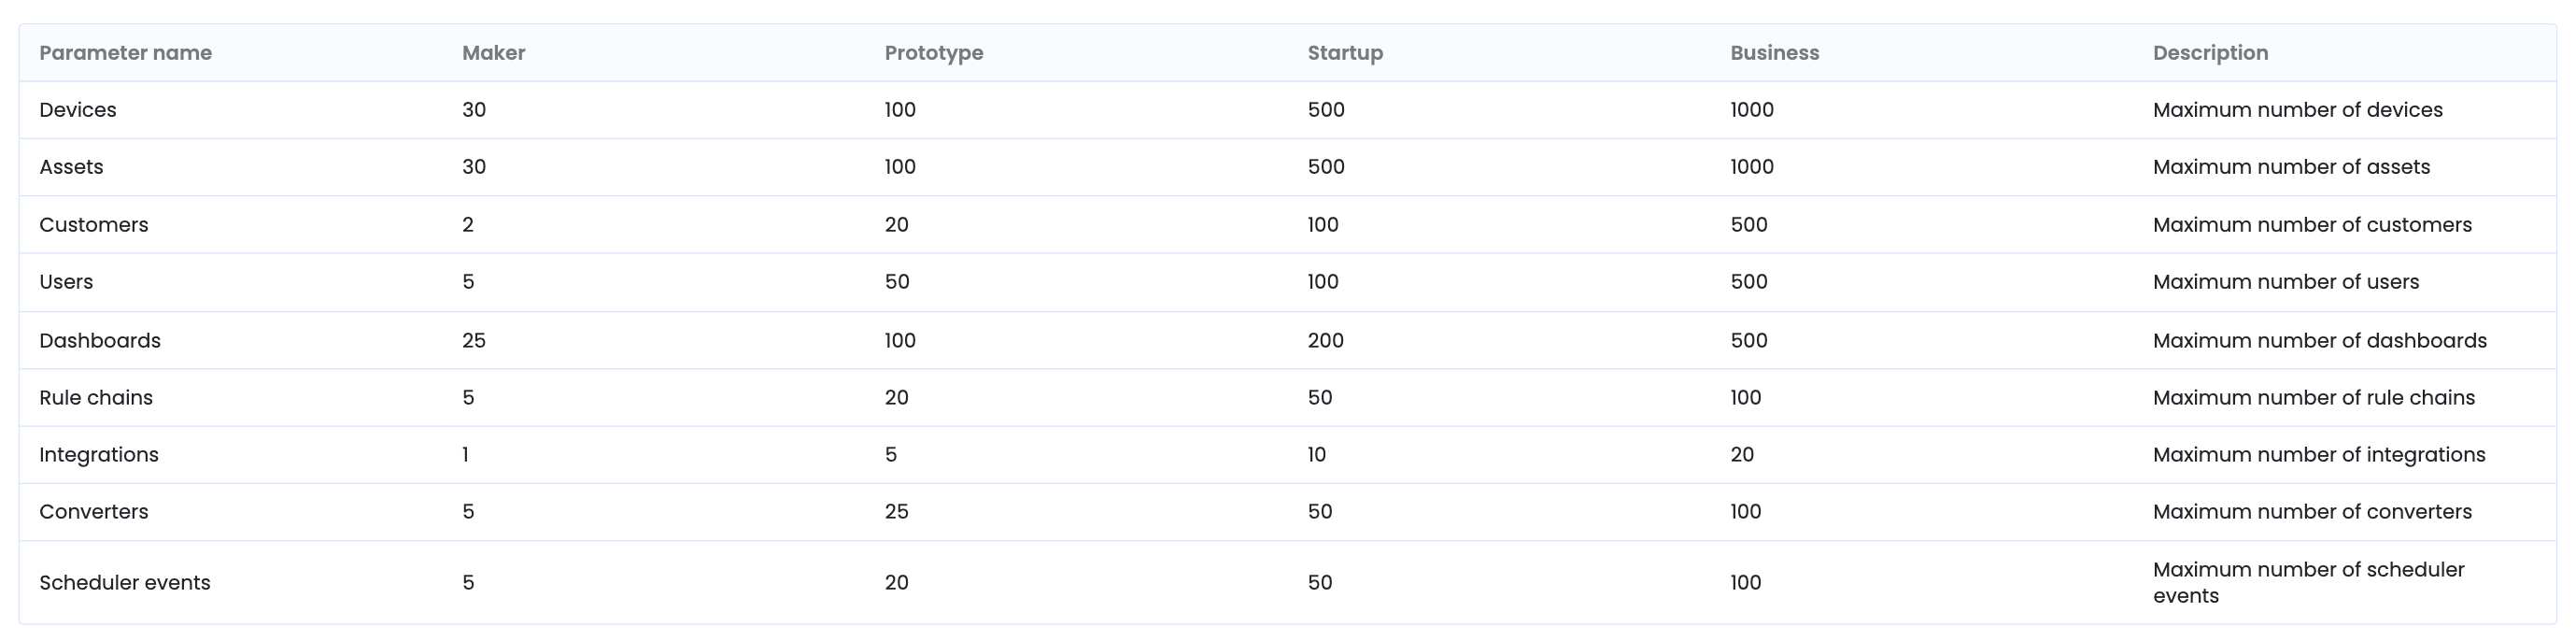 Parameter name Maker Prototype Startup Business Description
Devices 30 100 500 1000 Maximum number of devices
Assets 30 100 500 1000 Maximum number of assets
Customers 2 20 100 500 Maximum number of customers
Users 5 50 100 500 Maximum number of users
Dashboards 25 100 200 500 Maximum number of dashboards
Rule chains 5 20 50 100 Maximum number of rule chains
Integrations 1 5 10 20 Maximum number of integrations
Converters 5 25 50 100 Maximum number of converters
Scheduler events 5 20 50 100 Maximum number of scheduler
events